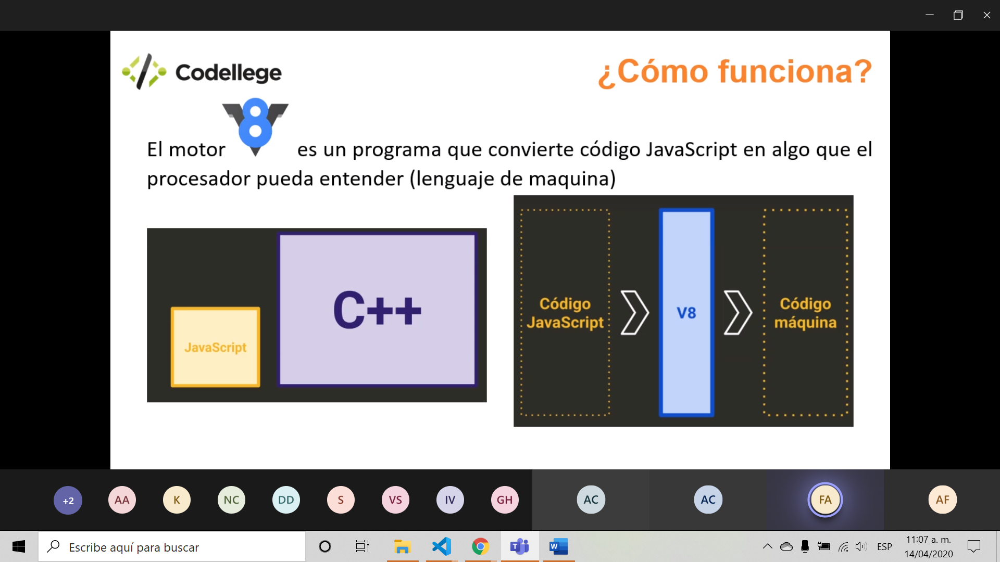 Codellege
¿Cómo funciona?
El motor V8 es un programa que convierte código JavaScript en algo que el
procesador pueda entender (lenguaje de maquina)
JavaScript
C++
Código
JavaScript
V8
Código
máquina
+2
AA
K
NC
DD
S
VS
IV
GH
AC
AC
FA
AF
Escribe aquí para buscar
ESP
11:07 a. m.
14/04/2020